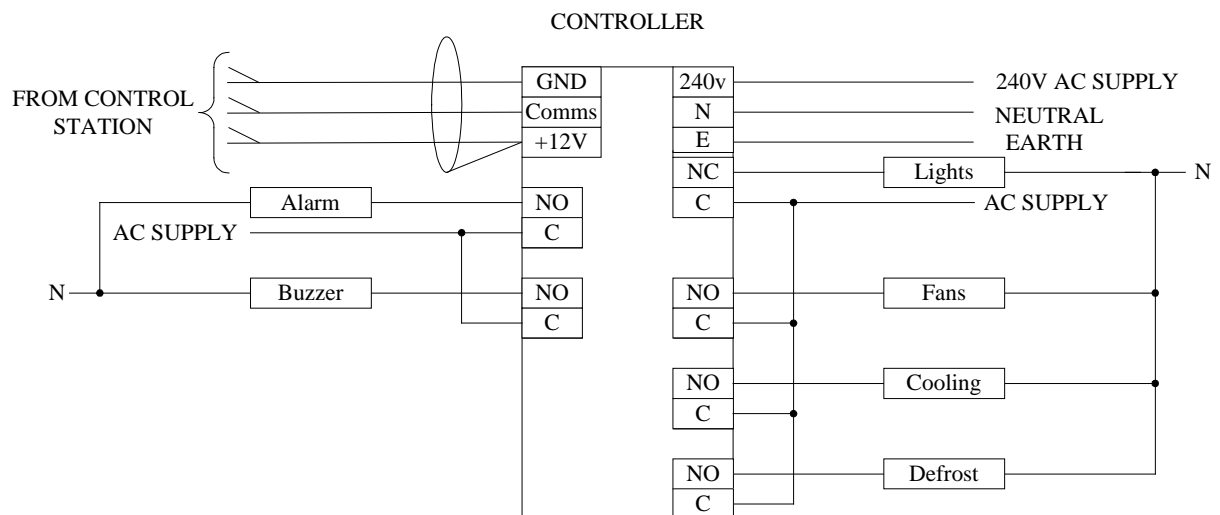 CONTROLLER
FROM CONTROL
STATION
GND
Comms
+12V
240v
N
E
240V AC SUPPLY
NEUTRAL
EARTH
NC
Lights
N
C
AC SUPPLY
Alarm
NO
AC SUPPLY
C
N
Buzzer
NO
C
NO
Fans
C
NO
Cooling
C
NO
Defrost
C